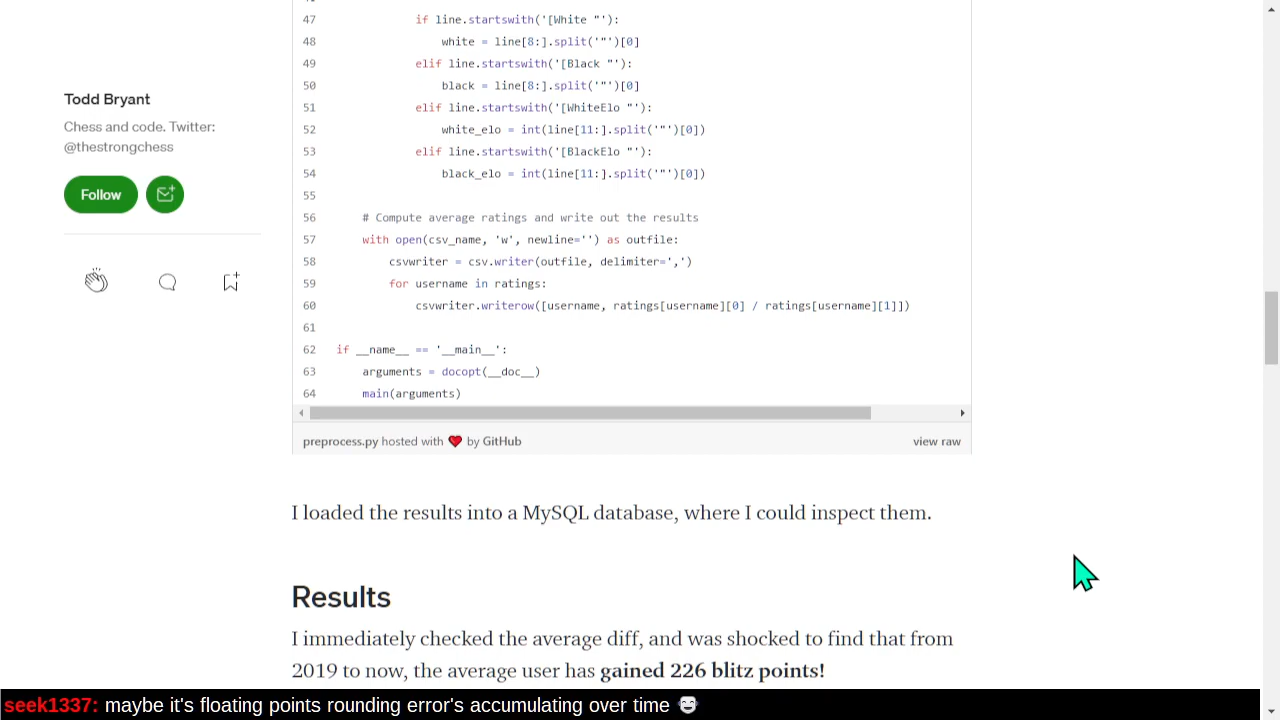 47 if line.startswith('[White "'):
48 white = line[8:].split('"')[0]
49 elif line.startswith('[Black "'):
50 black = line[8:].split('"')[0]
51 elif line.startswith('[WhiteElo "'):
52 white_elo = int(line[11:].split('"')[0])
53 elif line.startswith('[BlackElo "'):
54 black_elo = int(line[11:].split('"')[0])
55
56 # Compute average ratings and write out the results
57 with open(csv_name, 'w', newline='') as outfile:
58 csvwriter = csv.writer(outfile, delimiter=',')
59 for username in ratings:
60 csvwriter.writerow([username, ratings[username][0] / ratings[username][1]])
61
62 if __name__ == '__main__':
63 arguments = docopt(__doc__)
64 main(arguments)
preprocess.py hosted with ❤ by GitHub view raw
Todd Bryant
Chess and code. Twitter:
@thestrongchess
Follow
I loaded the results into a MySQL database, where I could inspect them.
Results
I immediately checked the average diff, and was shocked to find that from
2019 to now, the average user has gained 226 blitz points!
seek1337: maybe it's floating points rounding error's accumulating over time